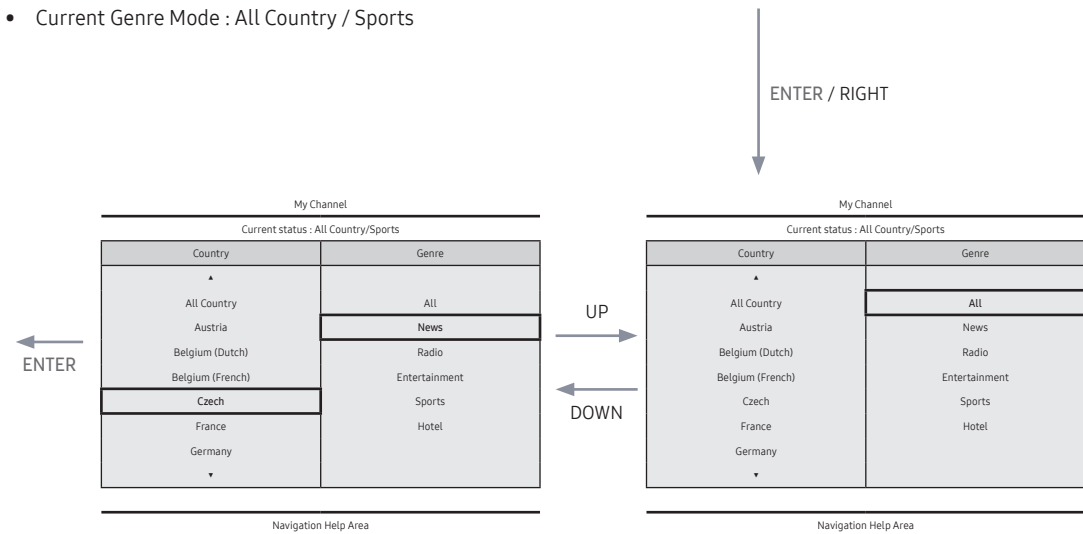 • Current Genre Mode : All Country / Sports
ENTER / RIGHT
My Channel
Current status : All Country/Sports
Country Genre
▲
All Country All
Austria News
Belgium (Dutch) Radio
Belgium (French) Entertainment
Czech Sports
France Hotel
Germany
▼
Navigation Help Area
ENTER
UP
DOWN
My Channel
Current status : All Country/Sports
Country Genre
▲
All Country All
Austria News
Belgium (Dutch) Radio
Belgium (French) Entertainment
Czech Sports
France Hotel
Germany
▼
Navigation Help Area